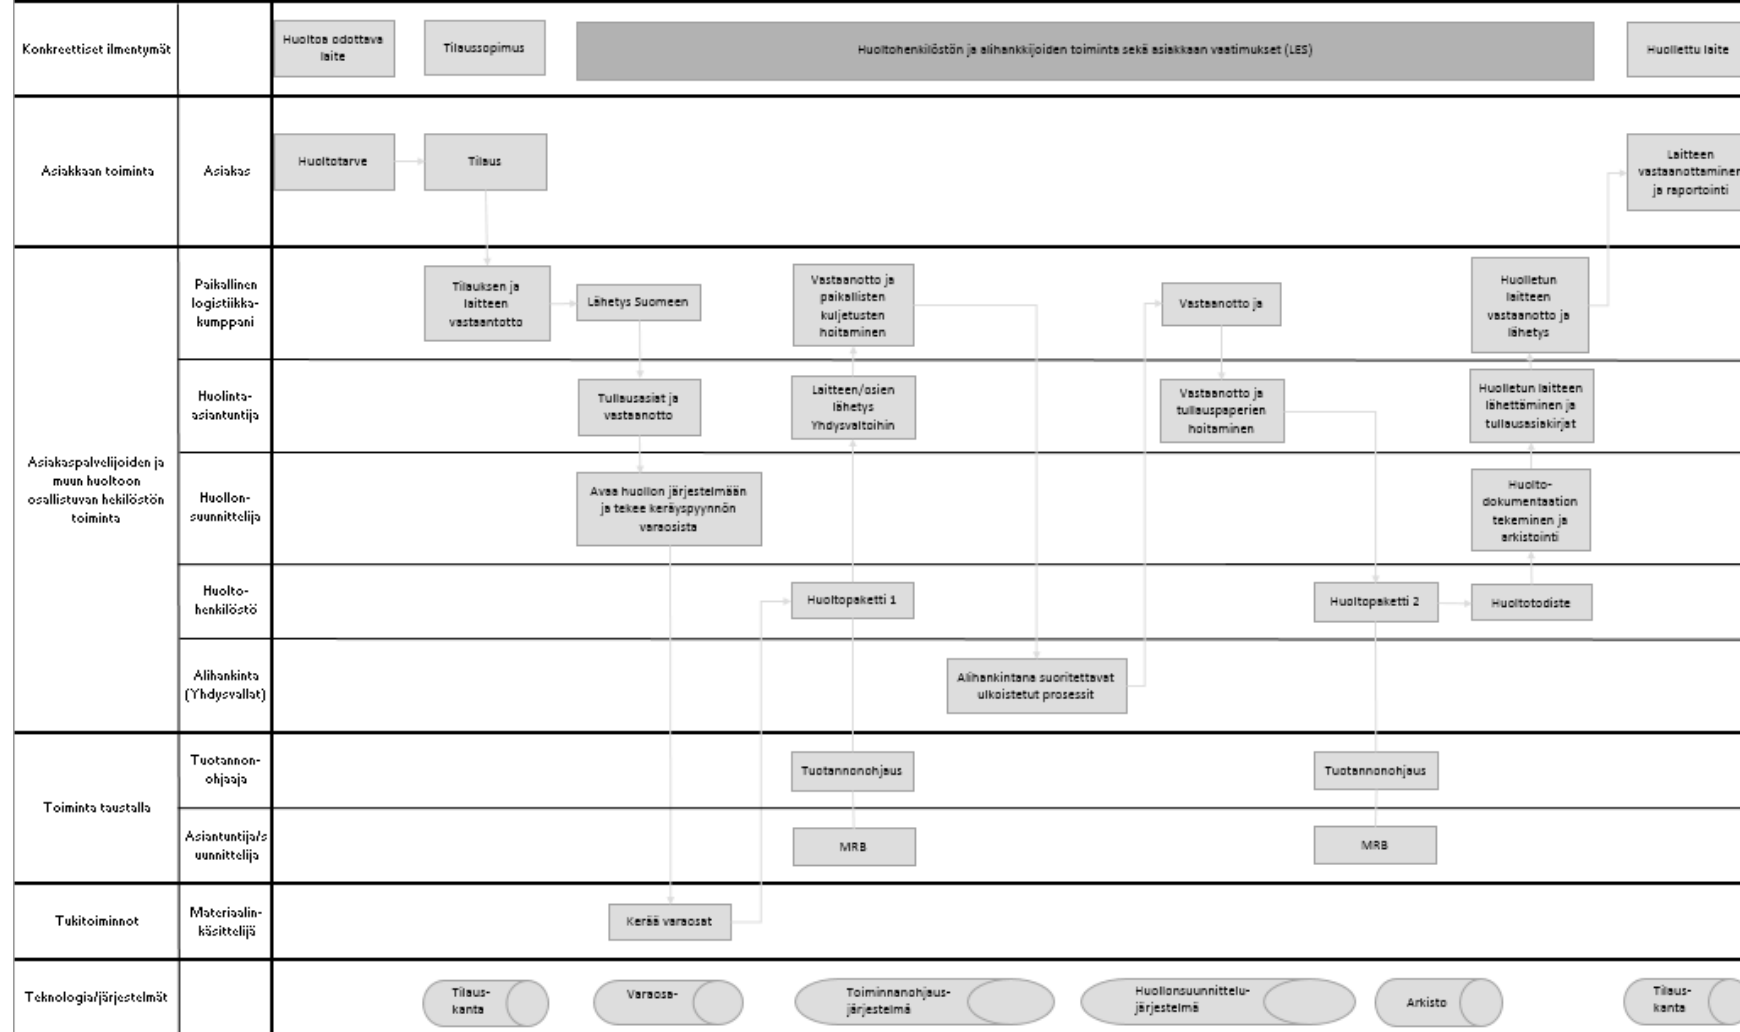 Konkreettiset ilmentymät
Huoltoa odottava
laite
Tilaussopimus
Huoltohenkilöstön ja alihankkijoiden toiminta sekä asiakkaan vaatimukset (LES)
Huollettu laite
Asiakkaan toiminta
Asiakas
Huoltotarve
Tilaus
Laitteen
vastaanottaminen
ja raportointi
Asiakaspalvelijoiden ja
muun huoltoon
osallistuvan hekilöstön
toiminta
Paikallinen
logistiikka-
kumppani
Tilauksen ja
laitteen
vastaantotto
Lähetys Suomeen
Vastaanotto ja
paikallisten
kuljetusten
hoitaminen
Vastaanotto ja
Huolletun
laitteen
vastaanotto ja
lähetys
Huolinta-
asiantuntija
Tullausasiat ja
vastaanotto
Laitteen/osien
lähetys
Yhdysvaltoihin
Vastaanotto ja
tullauspaperien
hoitaminen
Huolletun laitteen
lähettäminen ja
tullausasiakirjat
Huollon-
suunnittelija
Avaa huollon järjestelmään
ja tekee keräyspyynnön
varaosista
Huolto-
dokumentaation
tekeminen ja
arkistointi
Huolto-
henkilöstö
Huoltopaketti 1
Huoltopaketti 2
Huoltotodiste
Alihankinta
(Yhdysvallat)
Alihankintana suoritettavat
ulkoistetut prosessit
Toiminta taustalla
Tuotannon-
ohjaaja
Tuotannonohjaus
Tuotannonohjaus
Asiantuntija/s
uunnittelija
MRB
MRB
Tukitoiminnot
Materiaalin-
käsittelijä
Kerää varaosat
Teknologia/järjestelmät
Tilaus-
kanta
Varaosa-
Toiminnanohjaus-
järjestelmä
Huollonsuunnittelu-
järjestelmä
Arkisto
Tilaus-
kanta